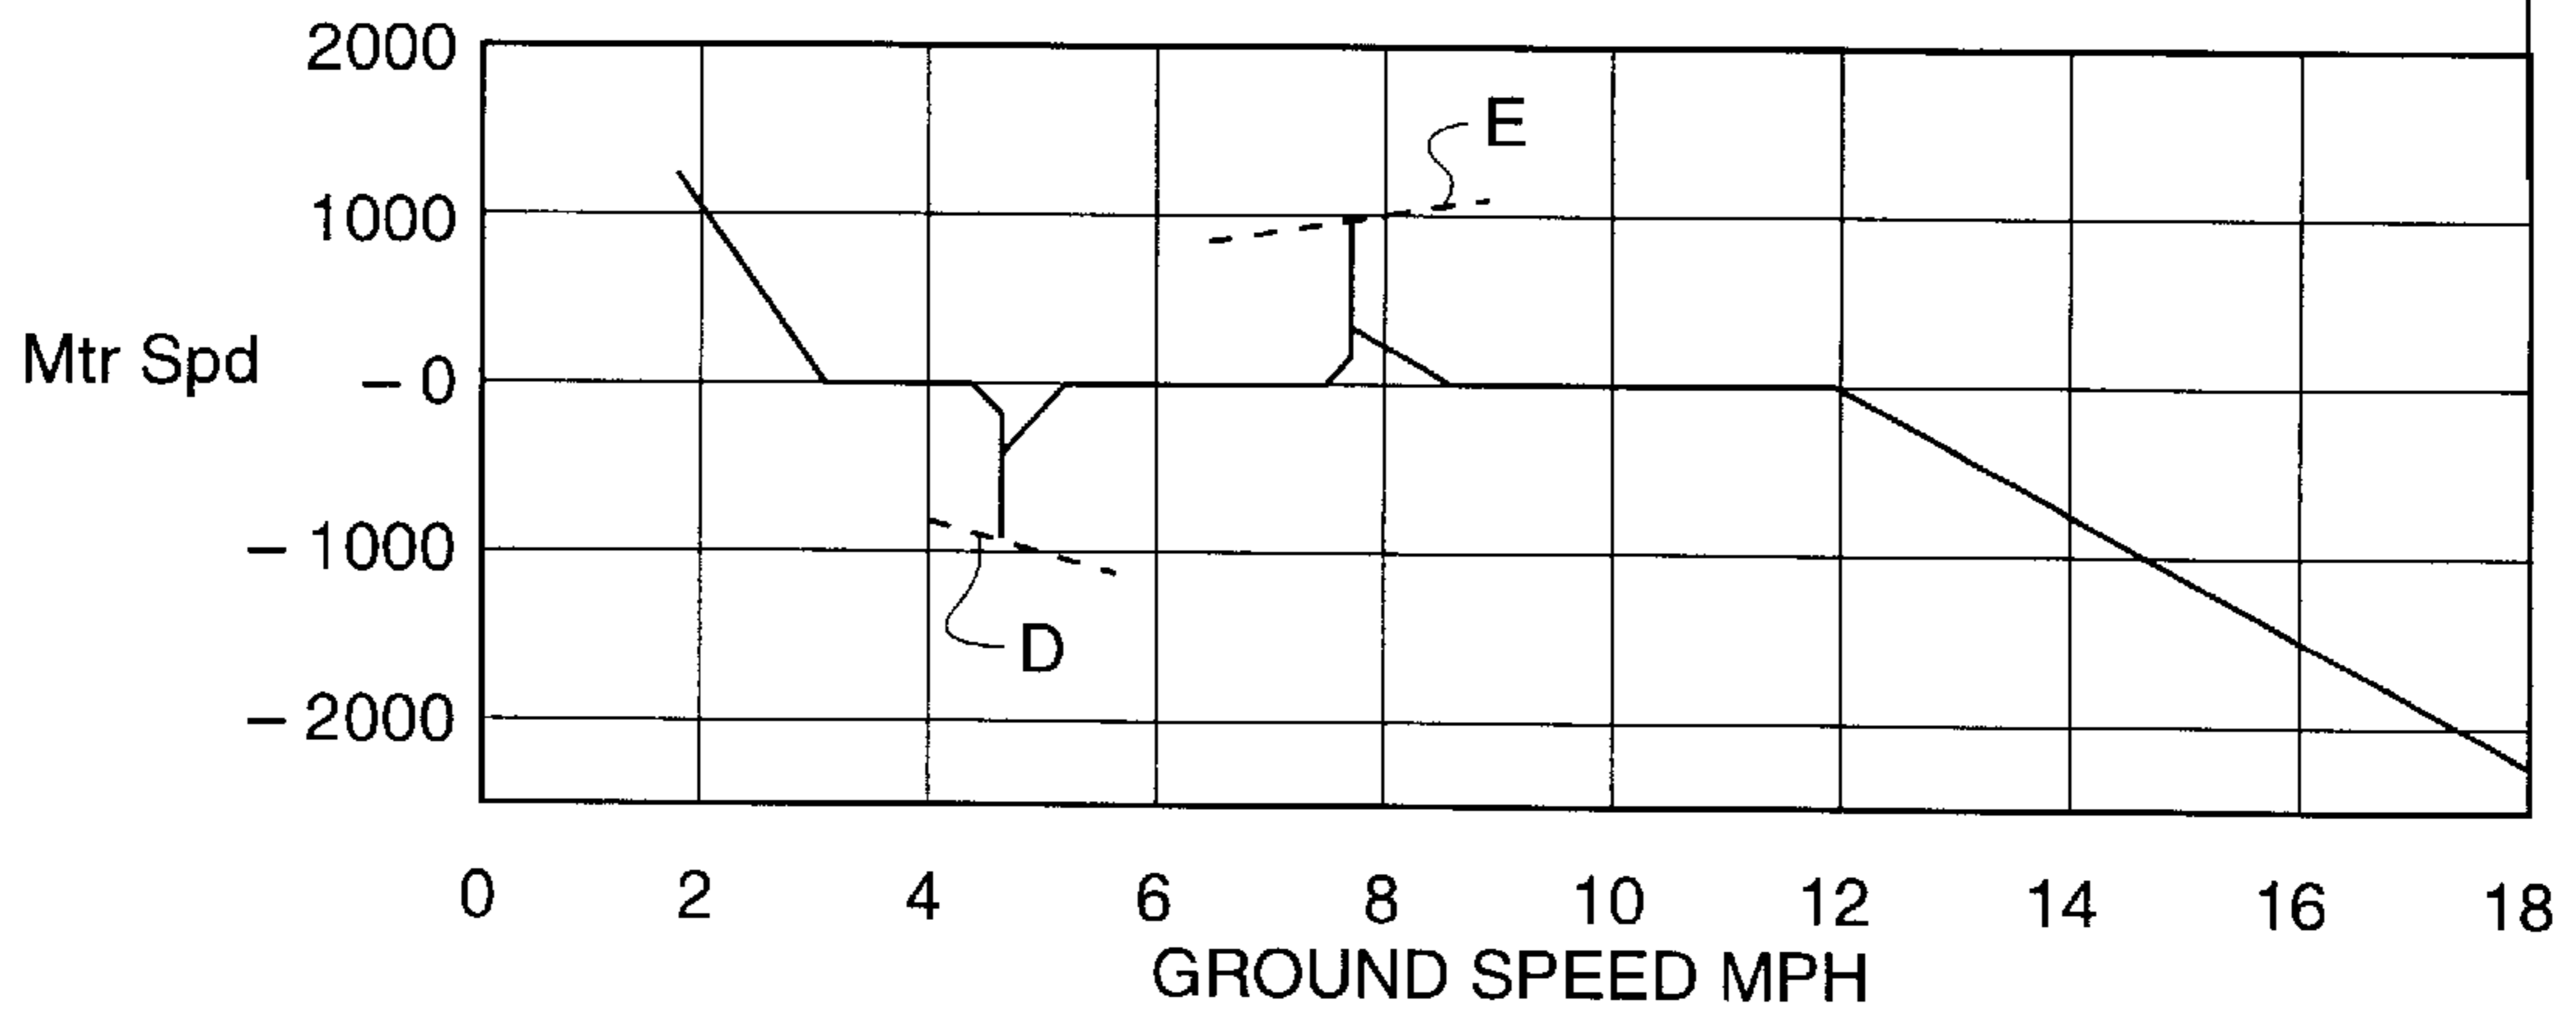 2000
E
1000
Mtr Spd
– 0
– 1000
D
– 2000
0 2 4 6 8 10 12 14 16 18
GROUND SPEED MPH